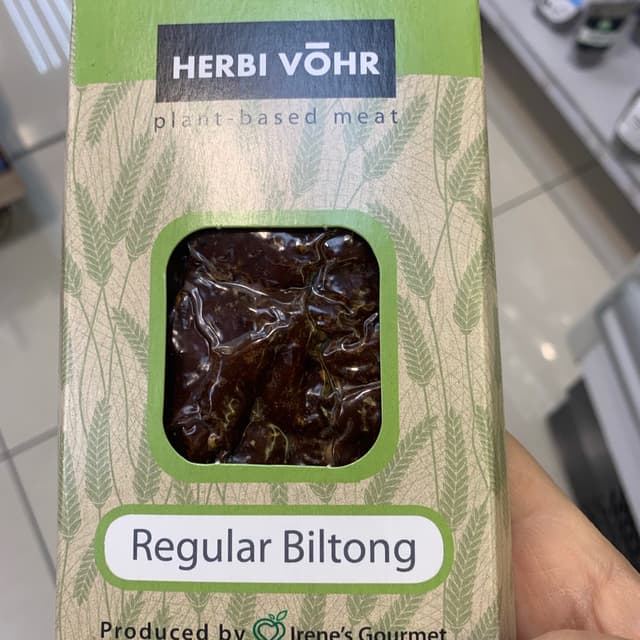 HERBI VŌHR
plant-based meat
Regular Biltong
Produced by Irene's Gourmet